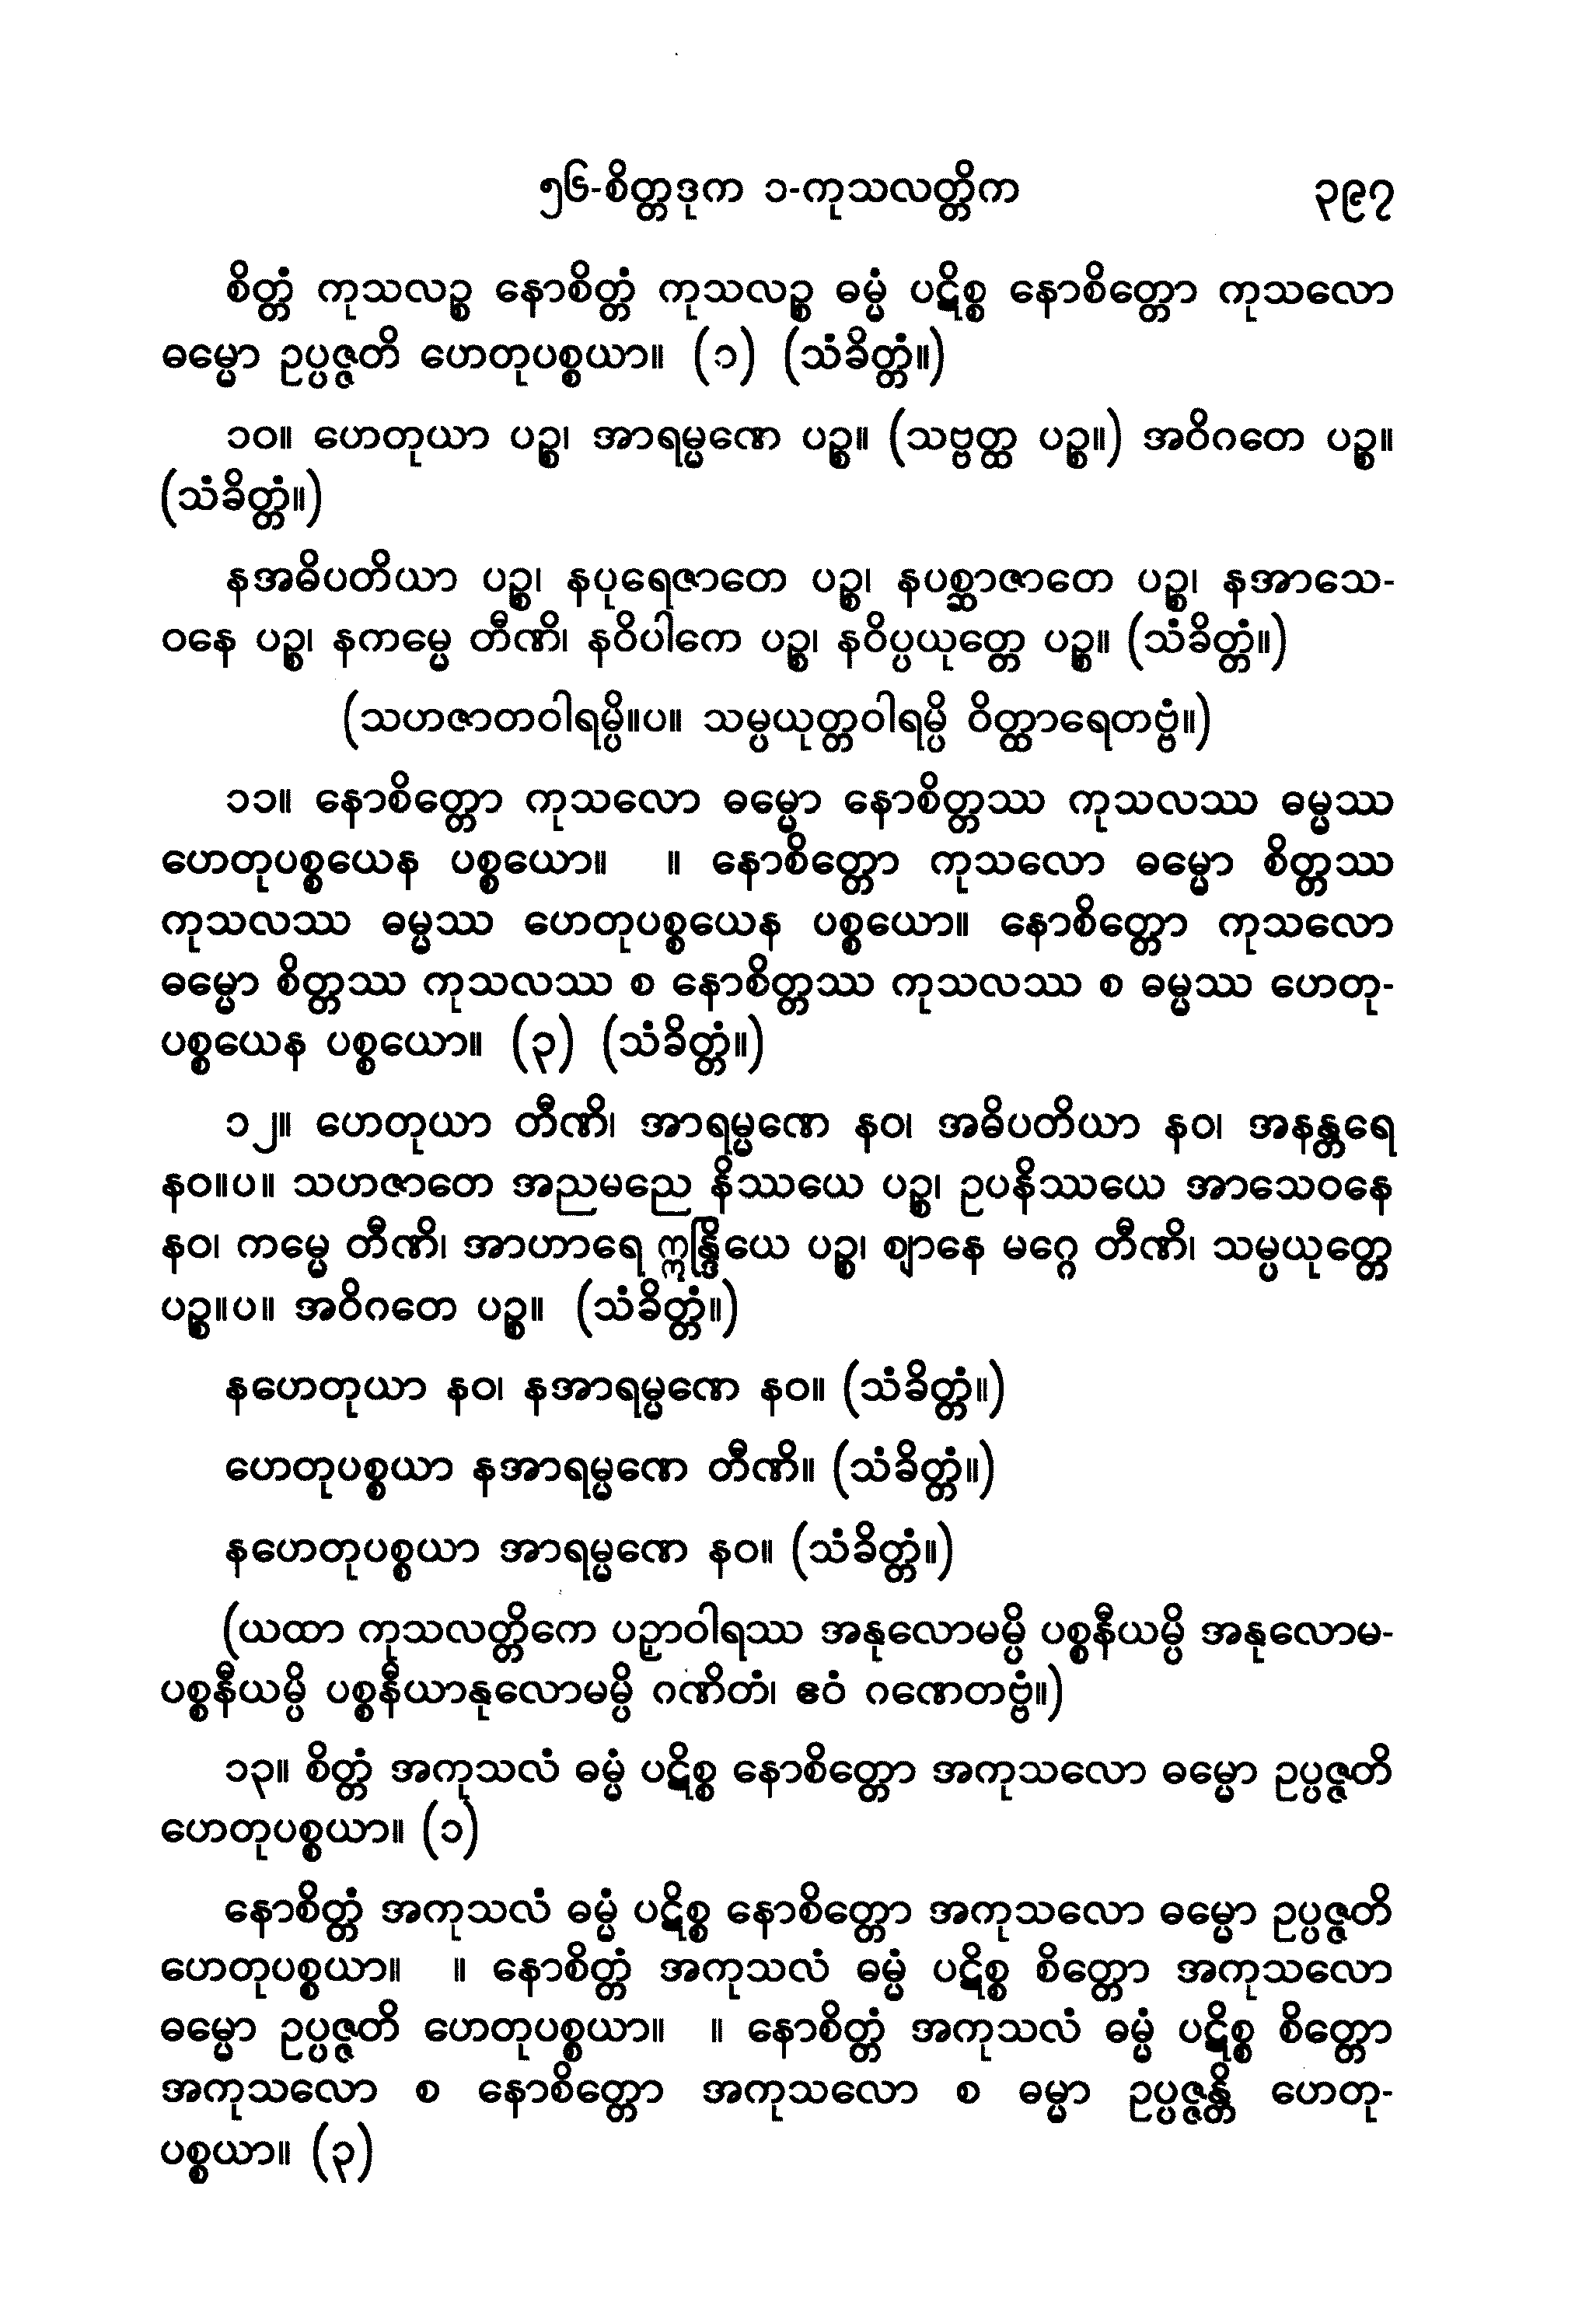 ၅၆-စိတ္တဒုက ၁-ကုသလတ္တိက ၃၉၇
စိတ္တံ ကုသလဉ္စ နောစိတ္တံ ကုသလဉ္စ ဓမ္မံ ပဋိစ္စ နောစိတ္တော ကုသလော
ဓမ္မော ဥပ္ပဇ္ဇတိ ဟေတုပစ္စယာ။ (၁) (သံခိတ္တံ။)
၁၀။ ဟေတုယာ ပဉ္စ၊ အာရမ္မဏေ ပဉ္စ။ (သဗ္ဗတ္ထ ပဉ္စ။) အဝိဂတေ ပဉ္စ။
(သံခိတ္တံ။)
နအဓိပတိယာ ပဉ္စ၊ နပုရေဇာတေ ပဉ္စ၊ နပစ္ဆာဇာတေ ပဉ္စ၊ နအာသေ-
ဝနေ ပဉ္စ၊ နကမ္မေ တီဏိ၊ နဝိပါကေ ပဉ္စ၊ နဝိပ္ပယုတ္တေ ပဉ္စ။ (သံခိတ္တံ။)
(သဟဇာတဝါရမ္ပိ။ပ။ သမ္ပယုတ္တဝါရမ္ပိ ဝိတ္ထာရေတဗ္ဗံ။)
၁၁။ နောစိတ္တော ကုသလော ဓမ္မော နောစိတ္တဿ ကုသလဿ ဓမ္မဿ
ဟေတုပစ္စယေန ပစ္စယော။ ။ နောစိတ္တော ကုသလော ဓမ္မော စိတ္တဿ
ကုသလဿ ဓမ္မဿ ဟေတုပစ္စယေန ပစ္စယော။ နောစိတ္တော ကုသလော
ဓမ္မော စိတ္တဿ ကုသလဿ စ နောစိတ္တဿ ကုသလဿ စ ဓမ္မဿ ဟေတု-
ပစ္စယေန ပစ္စယော။ (၃) (သံခိတ္တံ။)
၁၂။ ဟေတုယာ တီဏိ၊ အာရမ္မဏေ နဝ၊ အဓိပတိယာ နဝ၊ အနန္တရေ
နဝ။ပ။ သဟဇာတေ အညမညေ နိဿယေ ပဉ္စ၊ ဥပနိဿယေ အာသေဝနေ
နဝ၊ ကမ္မေ တီဏိ၊ အာဟာရေ ဣန္ဒြိယေ ပဉ္စ၊ ဈာနေ မဂ္ဂေ တီဏိ၊ သမ္ပယုတ္တေ
ပဉ္စ။ပ။ အဝိဂတေ ပဉ္စ။ (သံခိတ္တံ။)
နဟေတုယာ နဝ၊ နအာရမ္မဏေ နဝ။ (သံခိတ္တံ။)
ဟေတုပစ္စယာ နအာရမ္မဏေ တီဏိ။ (သံခိတ္တံ။)
နဟေတုပစ္စယာ အာရမ္မဏေ နဝ။ (သံခိတ္တံ။)
(ယထာ ကုသလတ္တိကေ ပဉှာဝါရဿ အနုလောမမ္ပိ ပစ္စနီယမ္ပိ အနုလောမ-
ပစ္စနီယမ္ပိ ပစ္စနီယာနုလောမမ္ပိ ဂဏိတံ၊ ဧဝံ ဂဏေတဗ္ဗံ။)
၁၃။ စိတ္တံ အကုသလံ ဓမ္မံ ပဋိစ္စ နောစိတ္တော အကုသလော ဓမ္မော ဥပ္ပဇ္ဇတိ
ဟေတုပစ္စယာ။ (၁)
နောစိတ္တံ အကုသလံ ဓမ္မံ ပဋိစ္စ နောစိတ္တော အကုသလော ဓမ္မော ဥပ္ပဇ္ဇတိ
ဟေတုပစ္စယာ။ ။ နောစိတ္တံ အကုသလံ ဓမ္မံ ပဋိစ္စ စိတ္တော အကုသလော
ဓမ္မော ဥပ္ပဇ္ဇတိ ဟေတုပစ္စယာ။ ။ နောစိတ္တံ အကုသလံ ဓမ္မံ ပဋိစ္စ စိတ္တော
အကုသလော စ နောစိတ္တော အကုသလော စ ဓမ္မာ ဥပ္ပဇ္ဇန္တိ ဟေတု-
ပစ္စယာ။ (၃)